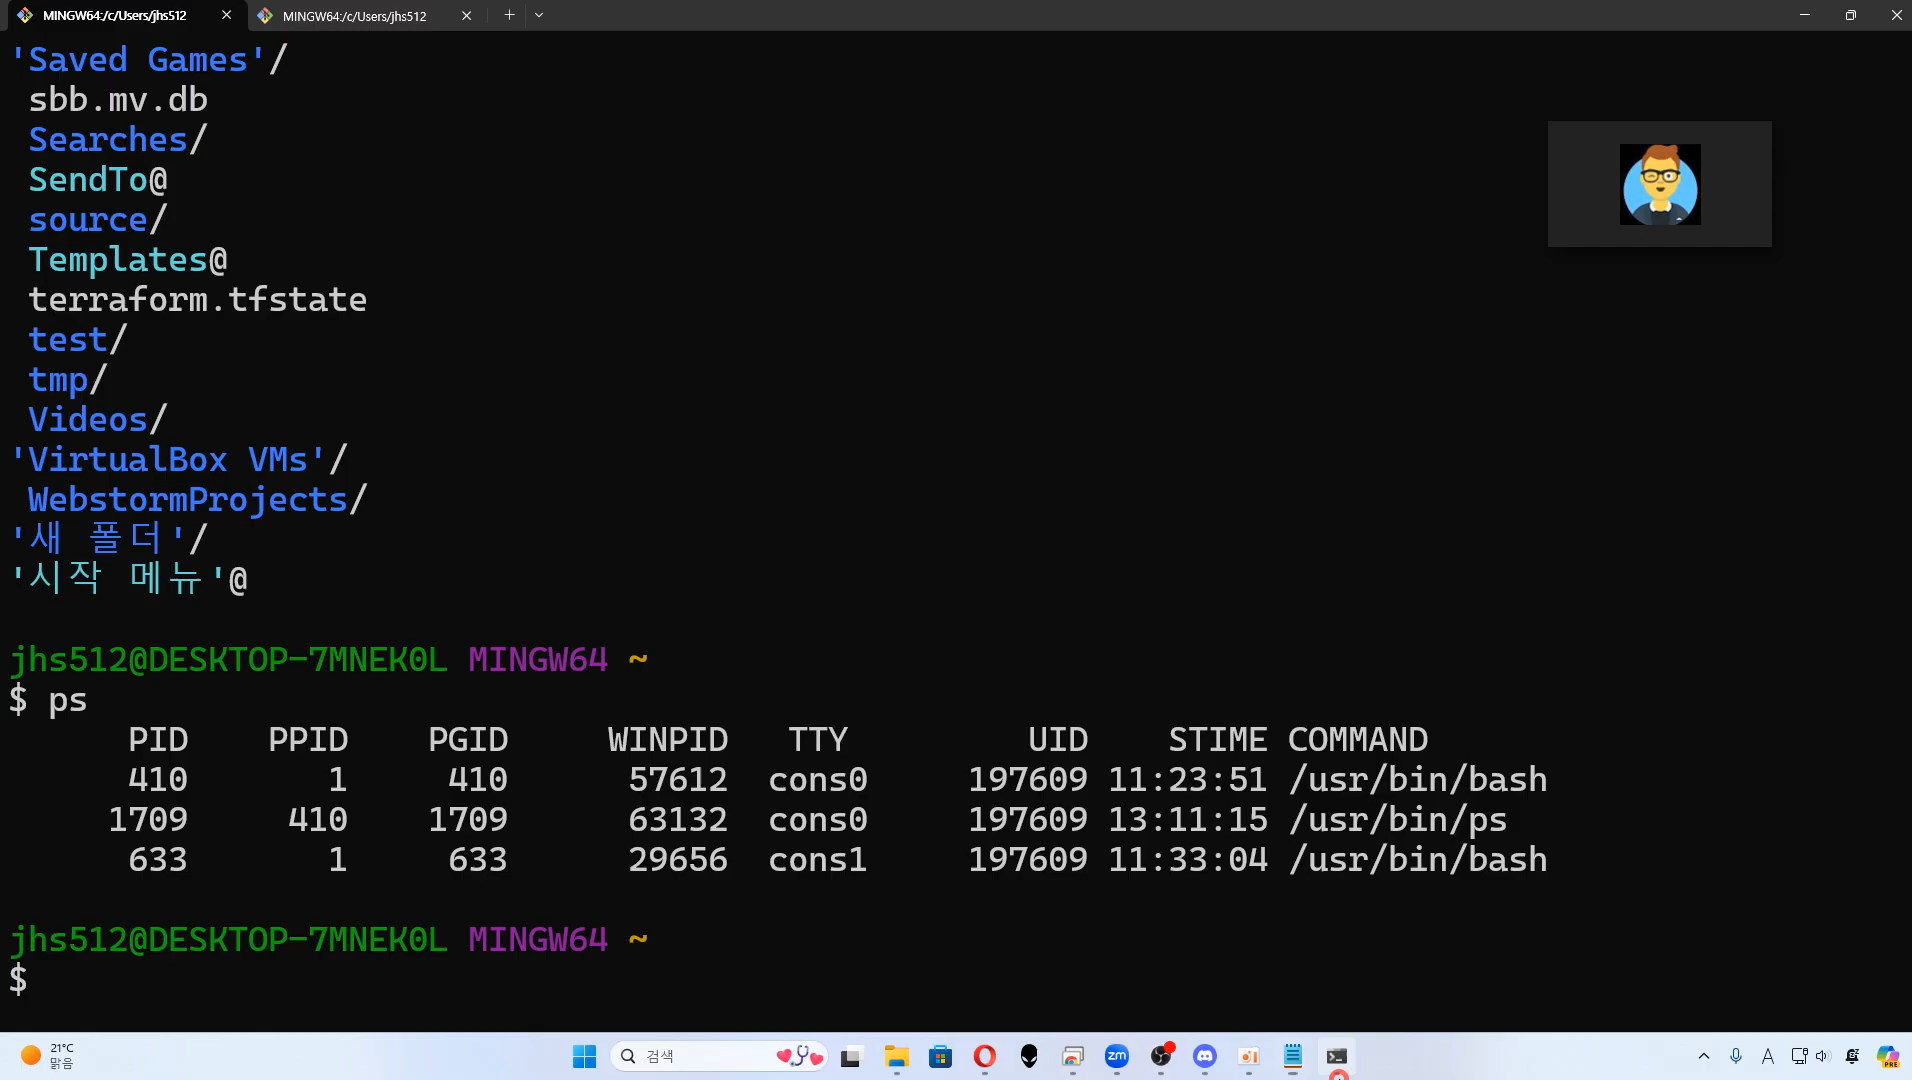 MINGW64:/c/Users/jhs512
MINGW64:/c/Users/jhs512
'Saved Games'/
sbb.mv.db
Searches/
SendTo@
source/
Templates@
terraform.tfstate
test/
tmp/
Videos/
'VirtualBox VMs'/
WebstormProjects/
'새 폴더'/
'시작 메뉴'@
jhs512@DESKTOP-7MNEK0L MINGW64 ~
$ ps
PID PPID PGID WINPID TTY UID STIME COMMAND
410 1 410 57612 cons0 197609 11:23:51 /usr/bin/bash
1709 410 1709 63132 cons0 197609 13:11:15 /usr/bin/ps
633 1 633 29656 cons1 197609 11:33:04 /usr/bin/bash
jhs512@DESKTOP-7MNEK0L MINGW64 ~
$
21°C
맑음
검색
zm
A
PRE